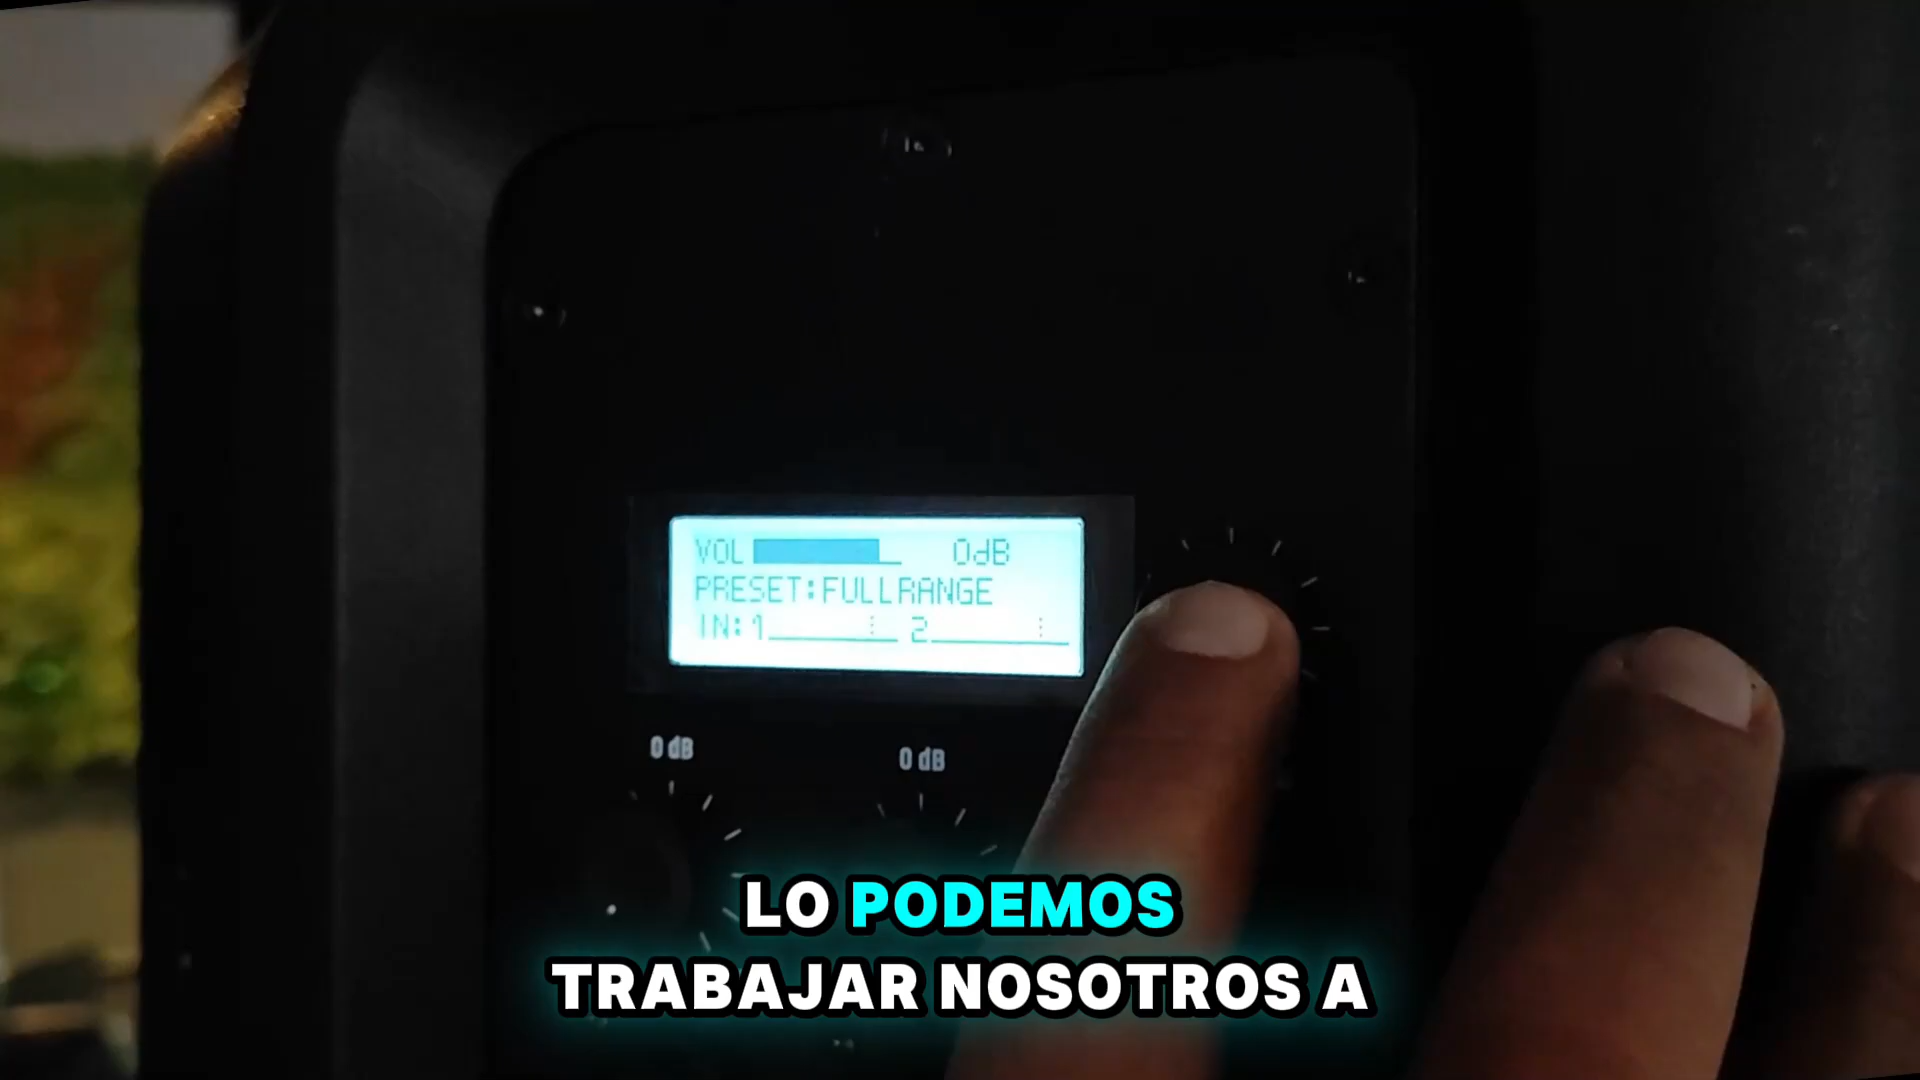 VOL 0dB
PRESET:FULLRANGE
IN:1 2
0 dB
0 dB
LO PODEMOS
TRABAJAR NOSOTROS A